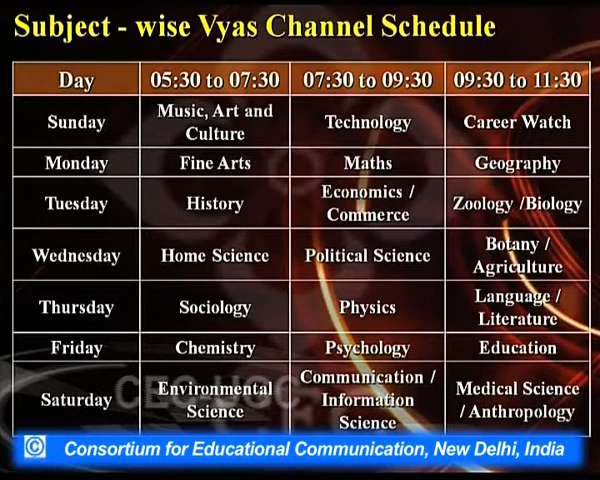 Subject - wise Vyas Channel Schedule
Day 05:30 to 07:30 07:30 to 09:30 09:30 to 11:30
Sunday Music, Art and Culture Technology Career Watch
Monday Fine Arts Maths Geography
Tuesday History Economics / Commerce Zoology /Biology
Wednesday Home Science Political Science Botany / Agriculture
Thursday Sociology Physics Language / Literature
Friday Chemistry Psychology Education
Saturday Environmental Science Communication / Information Science Medical Science / Anthropology
CEC-UGC
© Consortium for Educational Communication, New Delhi, India